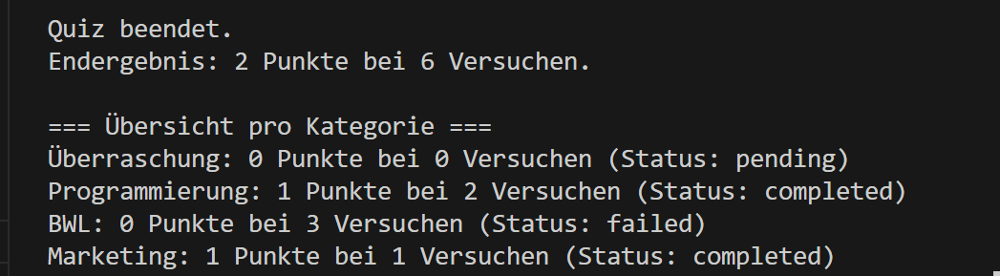 Quiz beendet.
Endergebnis: 2 Punkte bei 6 Versuchen.
=== Übersicht pro Kategorie ===
Überraschung: 0 Punkte bei 0 Versuchen (Status: pending)
Programmierung: 1 Punkte bei 2 Versuchen (Status: completed)
BWL: 0 Punkte bei 3 Versuchen (Status: failed)
Marketing: 1 Punkte bei 1 Versuchen (Status: completed)